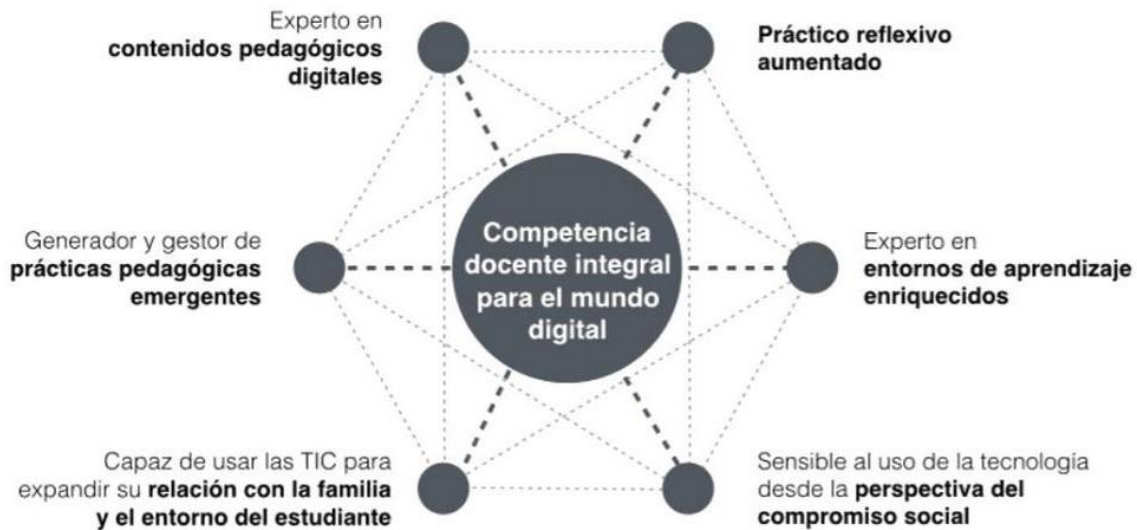 Experto en
contenidos pedagógicos
digitales
Práctico reflexivo
aumentado
Generador y gestor de
prácticas pedagógicas
emergentes
Competencia
docente integral
para el mundo
digital
Experto en
entornos de aprendizaje
enriquecidos
Capaz de usar las TIC para
expandir su relación con la familia
y el entorno del estudiante
Sensible al uso de la tecnología
desde la perspectiva del
compromiso social